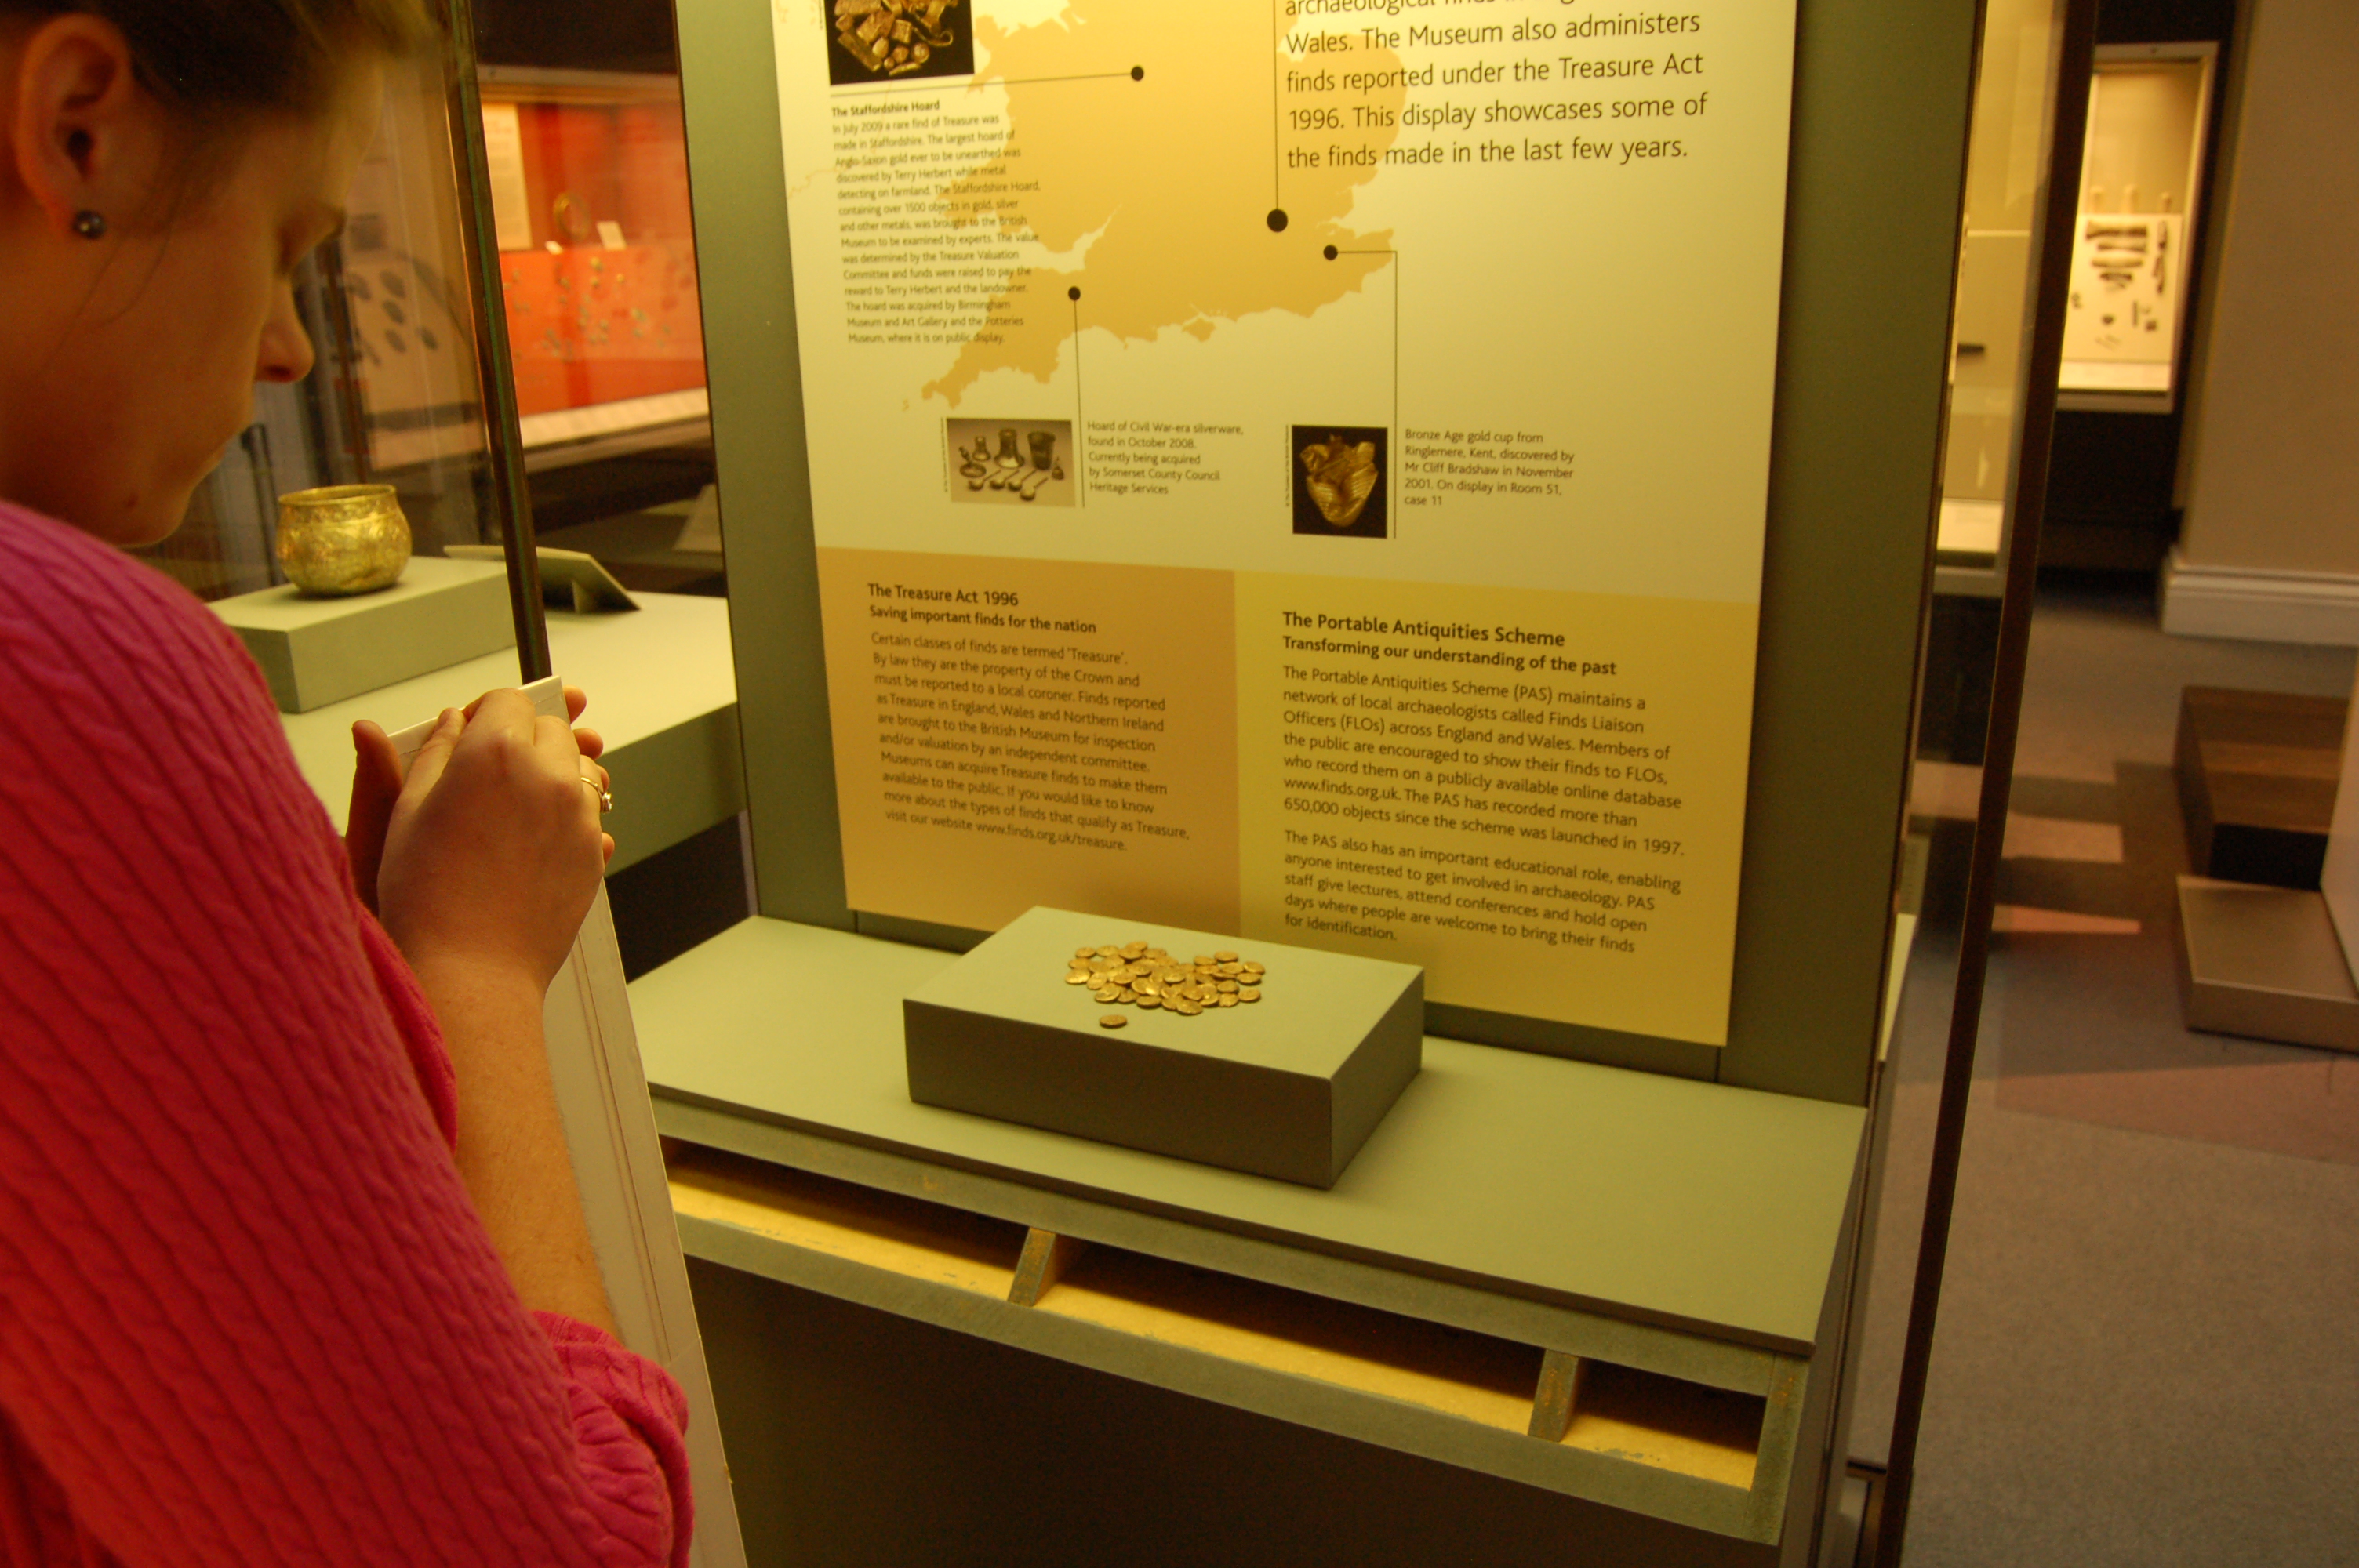 Wales. The Museum also administers
finds reported under the Treasure Act
1996. This display showcases some of
the finds made in the last few years.
The Staffordshire Hoard
In July 2009 a rare find of Treasure was
made in Staffordshire. The largest hoard of
Anglo-Saxon gold ever to be unearthed was
discovered by Terry Herbert while metal
detecting on farmland. The Staffordshire Hoard,
containing over 1500 objects in gold, silver
and other metals, was brought to the British
Museum to be examined by experts. The value
was determined by the Treasure Valuation
Committee and funds were raised to pay the
reward to Terry Herbert and the landowner.
The hoard was acquired by Birmingham
Museum and Art Gallery and the Potteries
Museum, where it is on public display.
Hoard of Civil War-era silverware,
found in October 2008.
Currently being acquired
by Somerset County Council
Heritage Services
Bronze Age gold cup from
Ringlemere, Kent, discovered by
Mr Cliff Bradshaw in November
2001. On display in Room 51,
case 11
The Treasure Act 1996
Saving important finds for the nation
Certain classes of finds are termed 'Treasure'.
By law they are the property of the Crown and
must be reported to a local coroner. Finds reported
as Treasure in England, Wales and Northern Ireland
are brought to the British Museum for inspection
and/or valuation by an independent committee.
Museums can acquire Treasure finds to make them
available to the public. If you would like to know
more about the types of finds that qualify as Treasure,
visit our website www.finds.org.uk/treasure.
The Portable Antiquities Scheme
Transforming our understanding of the past
The Portable Antiquities Scheme (PAS) maintains a
network of local archaeologists called Finds Liaison
Officers (FLOs) across England and Wales. Members of
the public are encouraged to show their finds to FLOs,
who record them on a publicly available online database
www.finds.org.uk. The PAS has recorded more than
650,000 objects since the scheme was launched in 1997.
The PAS also has an important educational role, enabling
anyone interested to get involved in archaeology. PAS
staff give lectures, attend conferences and hold open
days where people are welcome to bring their finds
for identification.